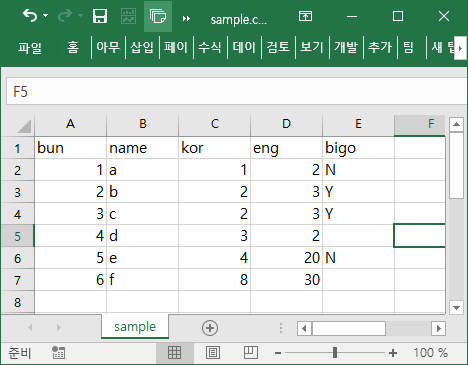 sample.c...
파일 홈 아무 삽입 페이 수식 데이 검토 보기 개발 추가 팀 새 탭
F5
A B C D E F
1 bun name kor eng bigo
2 1 a 1 2 N
3 2 b 2 3 Y
4 3 c 2 3 Y
5 4 d 3 2
6 5 e 4 20 N
7 6 f 8 30
8
sample
준비 100 %